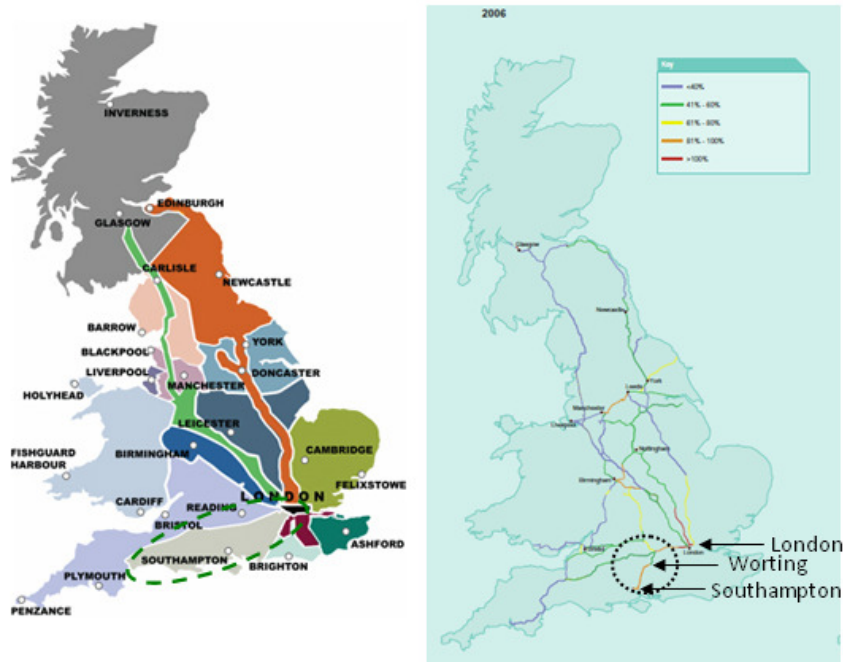 INVERNESS
EDINBURGH
GLASGOW
CARLISLE
NEWCASTLE
BARROW
YORK
BLACKPOOL
DONCASTER
LIVERPOOL
MANCHESTER
HOLYHEAD
LEICESTER
CAMBRIDGE
BIRMINGHAM
FISHGUARD
HARBOUR
FELIXSTOWE
LONDON
CARDIFF
READING
BRISTOL
ASHFORD
SOUTHAMPTON
BRIGHTON
PLYMOUTH
PENZANCE
2006
Key
<40%
41% - 60%
61% - 80%
81% - 100%
>100%
Glasgow
Newcastle
York
Leeds
Manchester
Liverpool
Nottingham
Birmingham
London
Bristol
London
Worting
Southampton